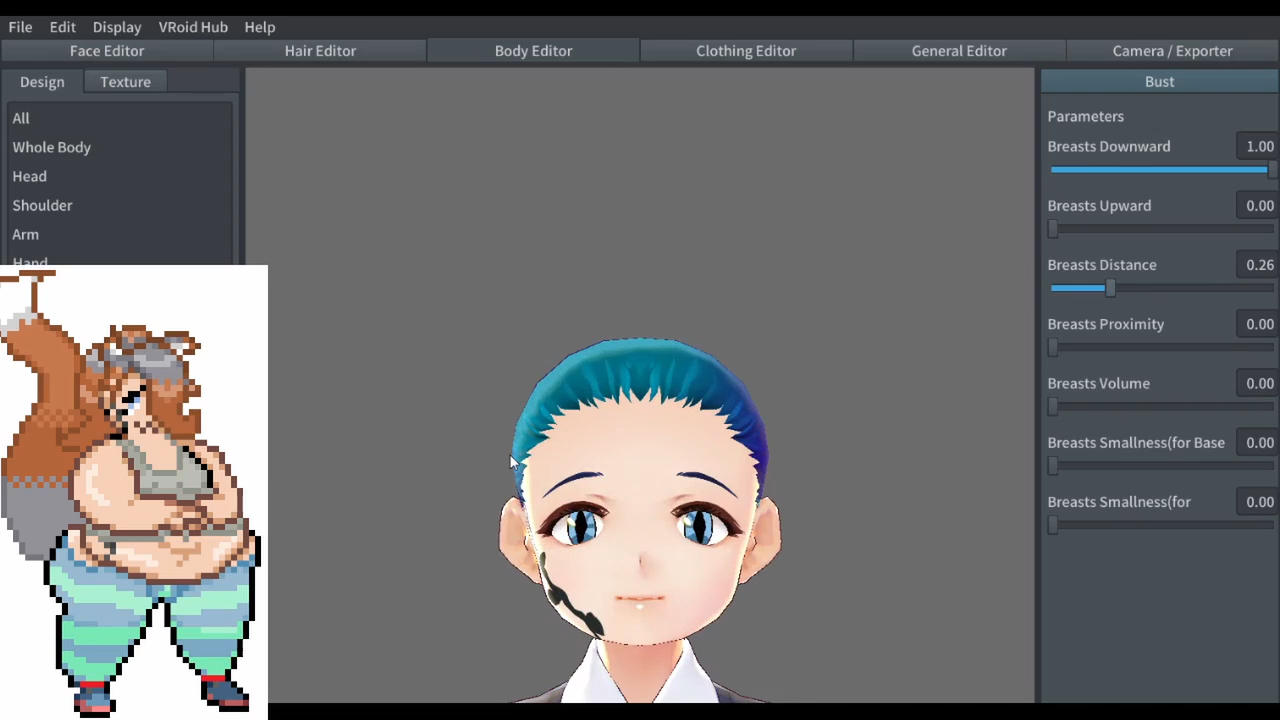 File Edit Display VRoid Hub Help
Face Editor Hair Editor Body Editor Clothing Editor General Editor Camera / Exporter
Design Texture
All
Whole Body
Head
Shoulder
Arm
Hand
Bust
Parameters
Breasts Downward 1.00
Breasts Upward 0.00
Breasts Distance 0.26
Breasts Proximity 0.00
Breasts Volume 0.00
Breasts Smallness(for Base 0.00
Breasts Smallness(for 0.00